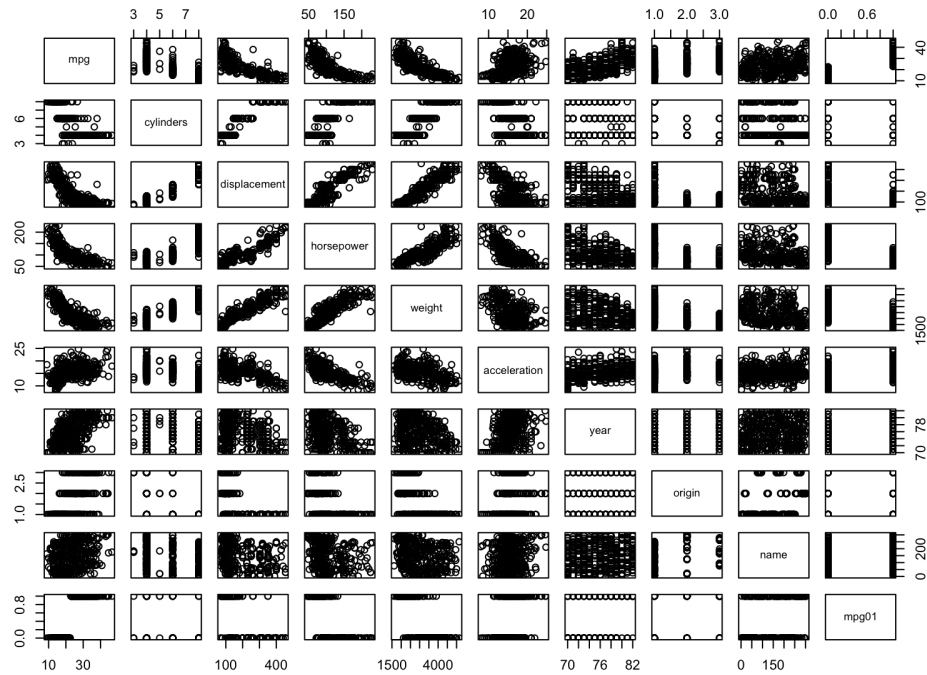 3 5 7
50 150
10 20
1.0 2.0 3.0
0.0 0.6
mpg
10 40
3 6
cylinders
displacement
100
50 200
horsepower
weight
1500
10 25
acceleration
year
70 78
1.0 2.5
origin
name
0 200
0.0 0.8
mpg01
10 30
100 400
1500 4000
70 76 82
0 150